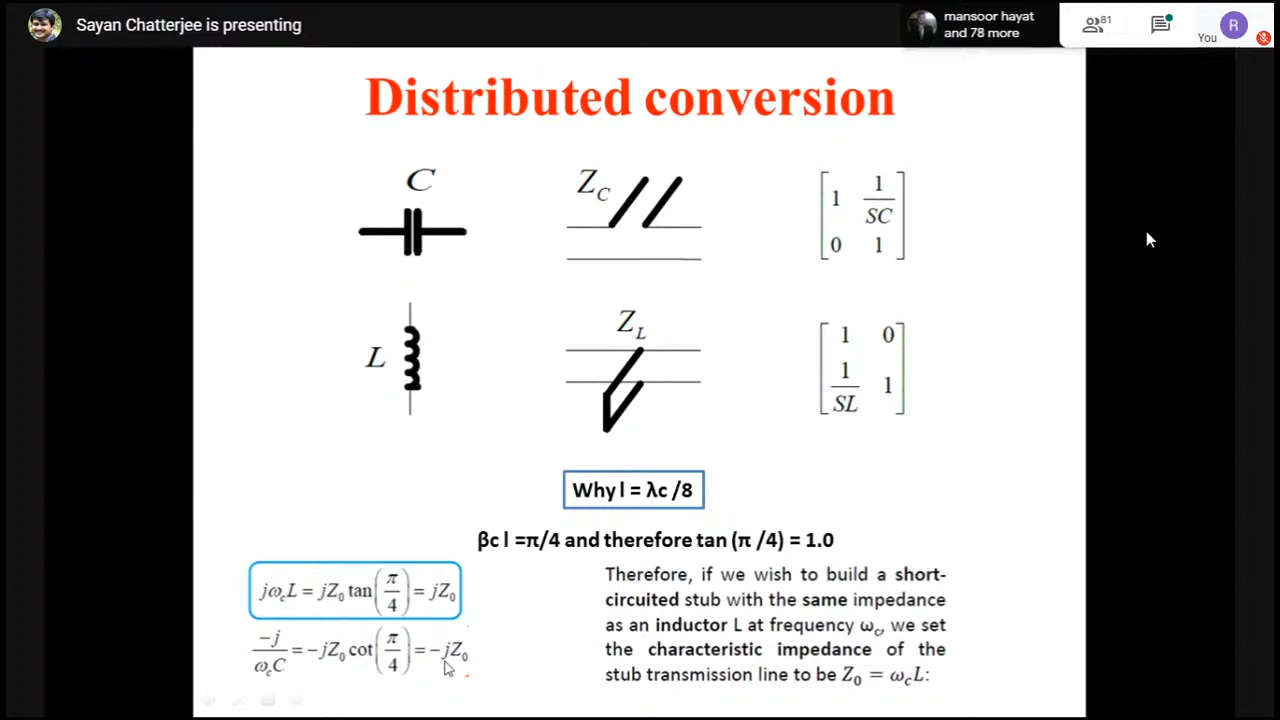 Sayan Chatterjee is presenting
mansoor hayat
and 78 more
81
You
R
Distributed conversion
C
Z_C
[1 1/SC
0 1]
L
Z_L
[1 0
1/SL 1]
Why l = λc /8
βc l =π/4 and therefore tan (π /4) = 1.0
jω_cL = jZ_0 tan(π/4) = jZ_0
-j/ω_cC = -jZ_0 cot(π/4) = -jZ_0
Therefore, if we wish to build a short-
circuited stub with the same impedance
as an inductor L at frequency ω_c, we set
the characteristic impedance of the
stub transmission line to be Z_0 = ω_cL: